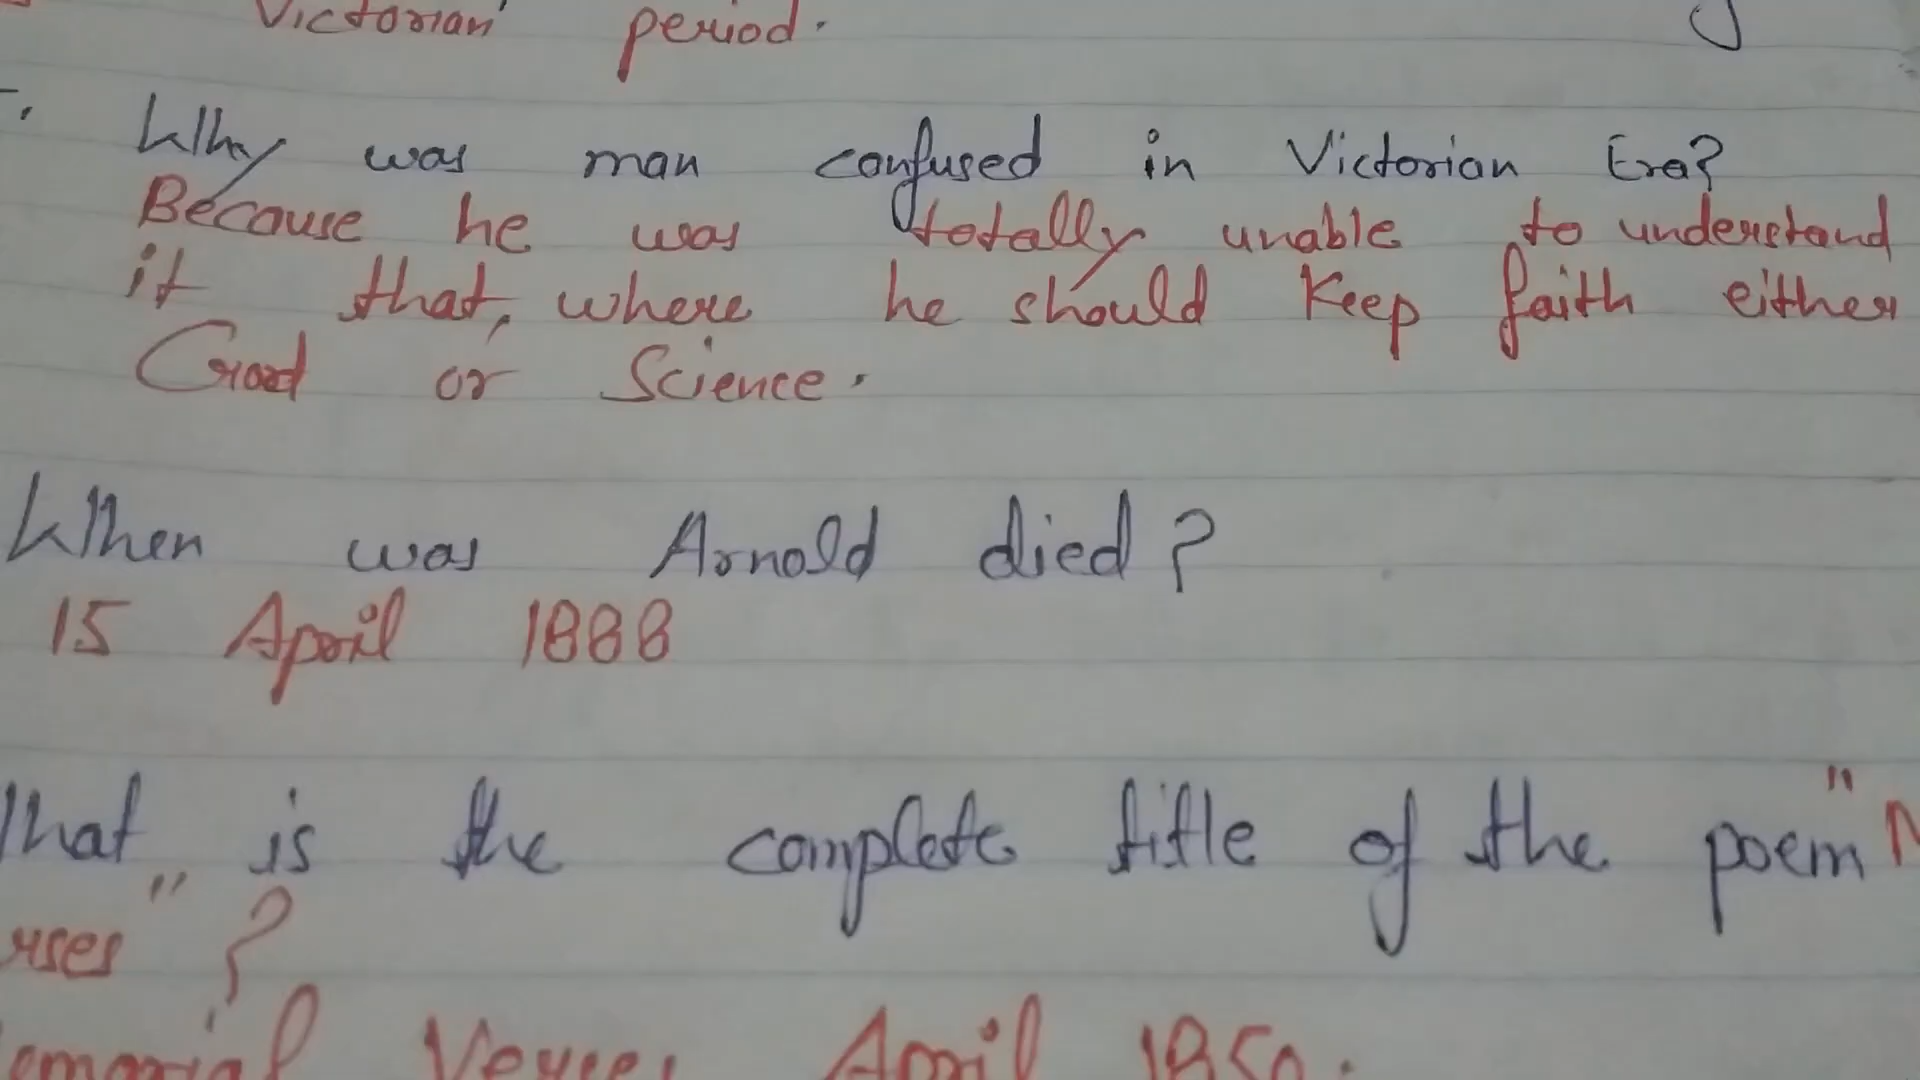 Victorian period.
Why was man confused in Victorian Era?
Because he was totally unable to understand
it that, where he should keep faith either
God or Science.
When was Arnold died?
15 April 1888
What is the complete title of the poem "
rses" ?
emorial Verses April 1850.